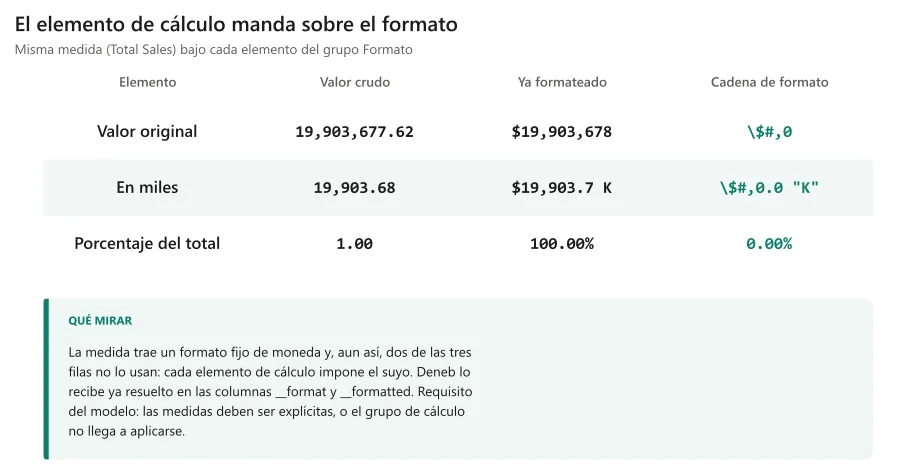 El elemento de cálculo manda sobre el formato
Misma medida (Total Sales) bajo cada elemento del grupo Formato
Elemento Valor crudo Ya formateado Cadena de formato
Valor original 19,903,677.62 $19,903,678 \$#,0
En miles 19,903.68 $19,903.7 K \$#,0.0 "K"
Porcentaje del total 1.00 100.00% 0.00%
QUÉ MIRAR
La medida trae un formato fijo de moneda y, aun así, dos de las tres
filas no lo usan: cada elemento de cálculo impone el suyo. Deneb lo
recibe ya resuelto en las columnas __format y __formatted. Requisito
del modelo: las medidas deben ser explícitas, o el grupo de cálculo
no llega a aplicarse.